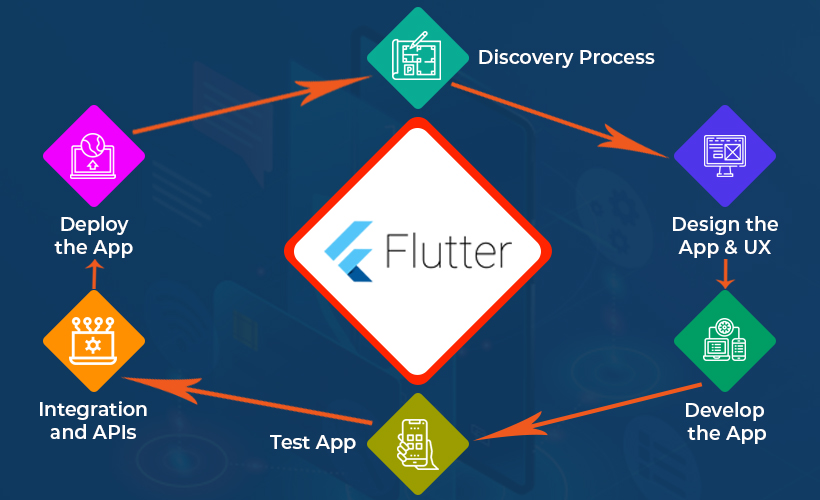 Discovery Process
Design the
App & UX
Develop
the App
Test App
Integration
and APIs
Deploy
the App
Flutter